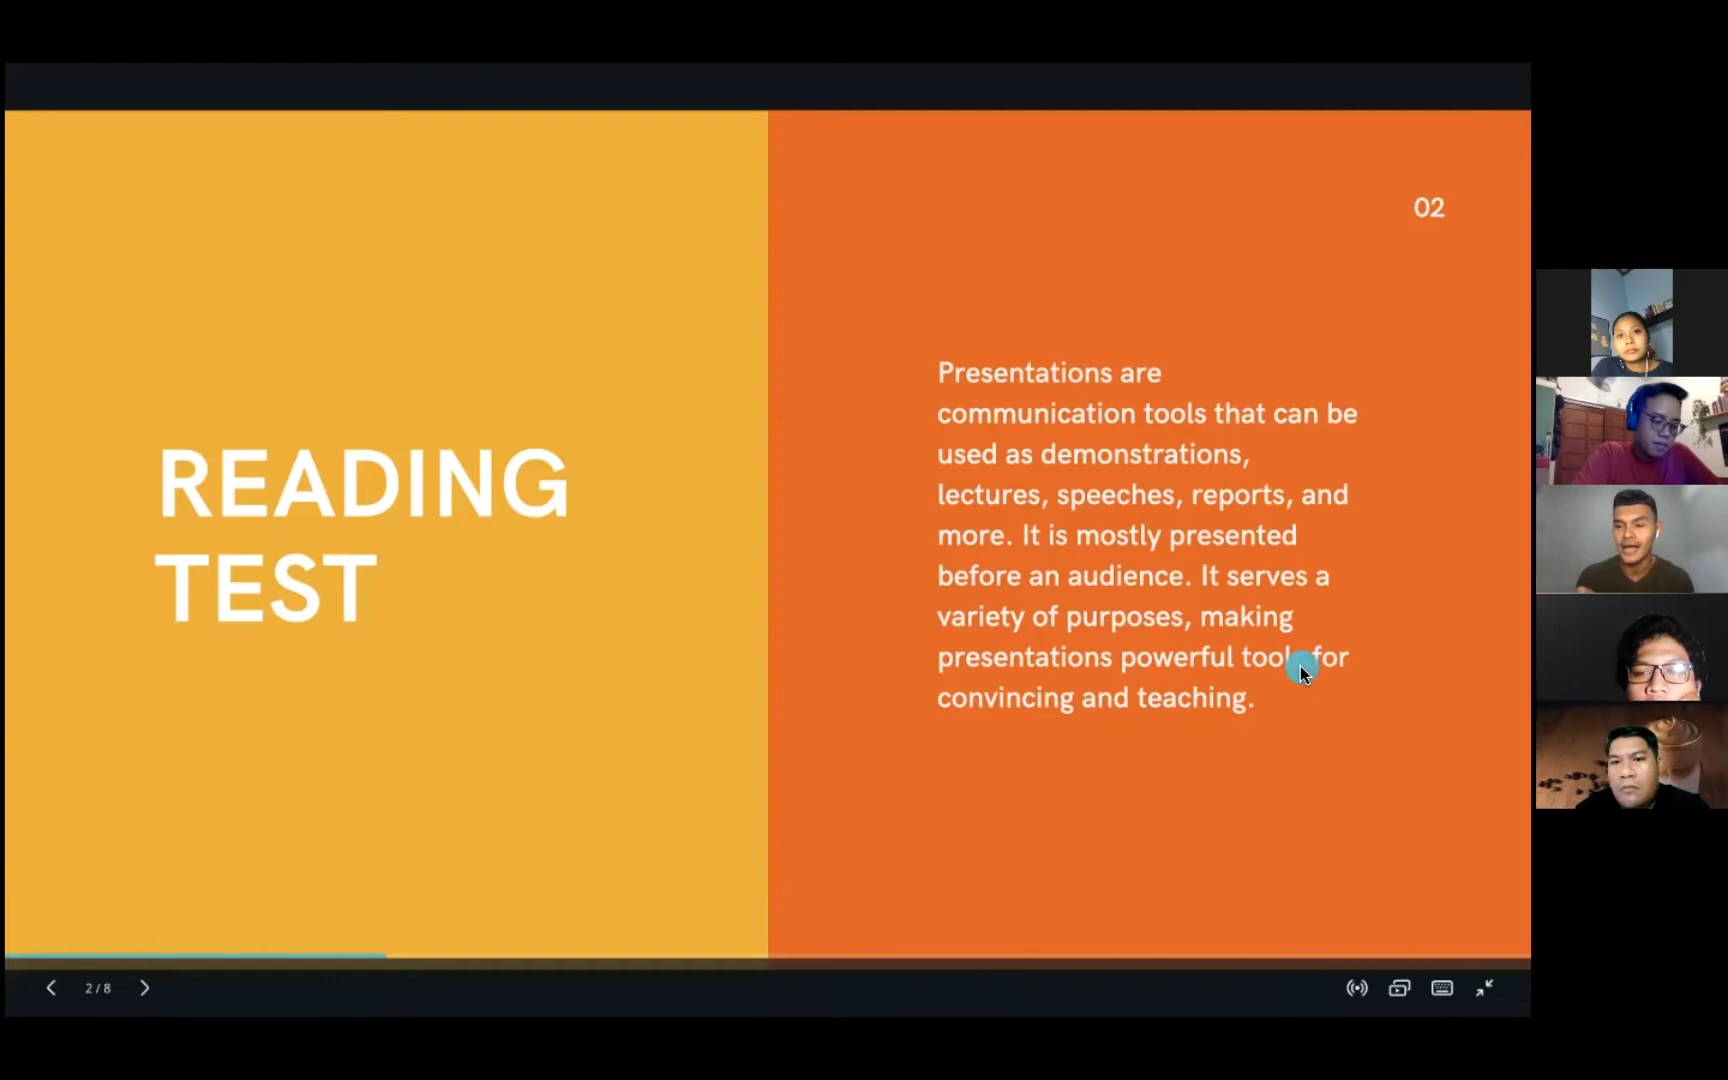 READING
TEST
02
Presentations are
communication tools that can be
used as demonstrations,
lectures, speeches, reports, and
more. It is mostly presented
before an audience. It serves a
variety of purposes, making
presentations powerful tools for
convincing and teaching.
2 / 8